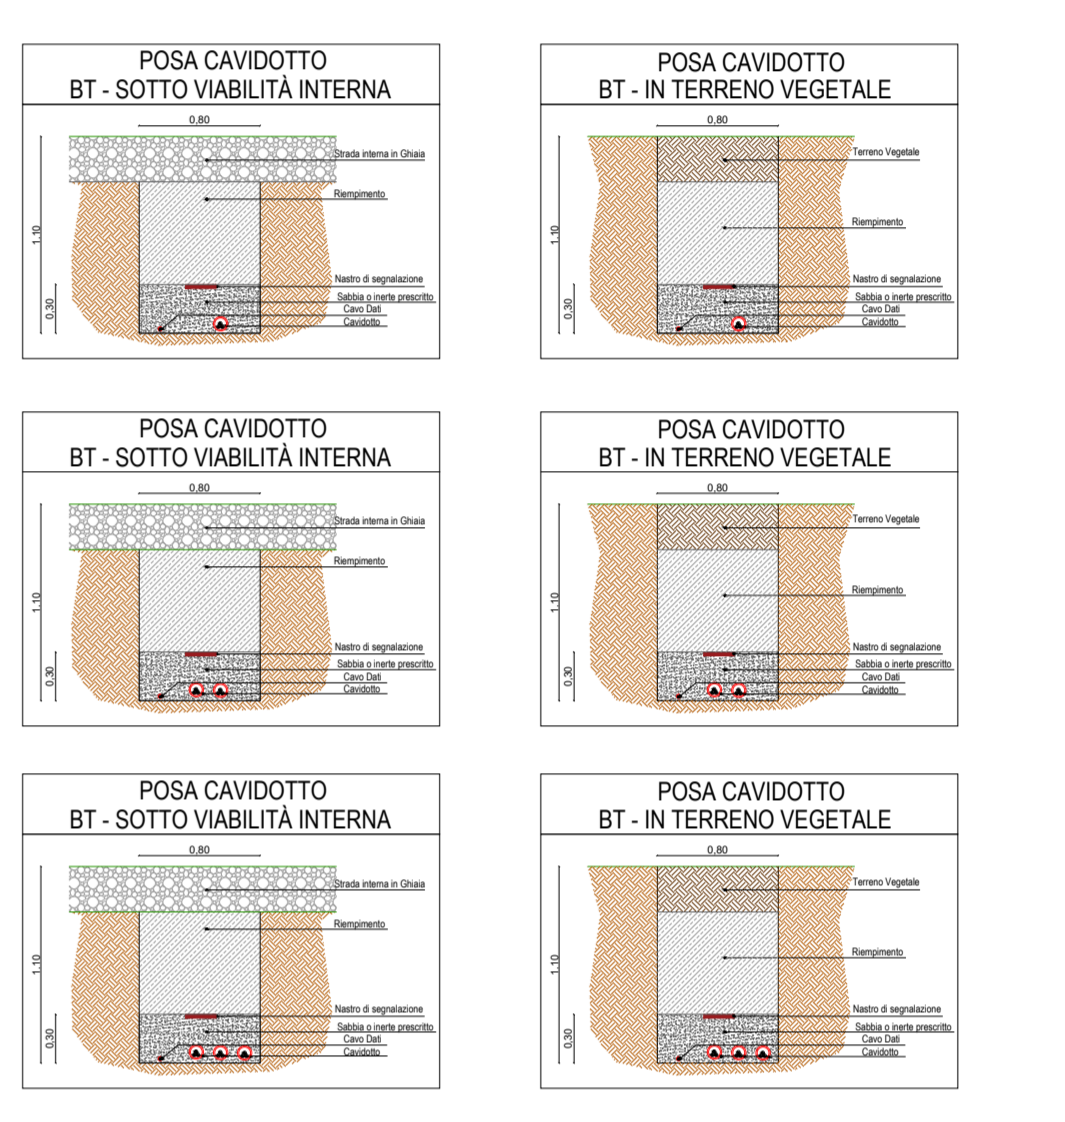 POSA CAVIDOTTO
BT - SOTTO VIABILITÀ INTERNA
0,80
Strada interna in Ghiaia
Riempimento
1.10
Nastro di segnalazione
Sabbia o inerte prescritto
0.30
Cavo Dati
Cavidotto
POSA CAVIDOTTO
BT - IN TERRENO VEGETALE
0,80
Terreno Vegetale
Riempimento
1.10
Nastro di segnalazione
Sabbia o inerte prescritto
0.30
Cavo Dati
Cavidotto
POSA CAVIDOTTO
BT - SOTTO VIABILITÀ INTERNA
0,80
Strada interna in Ghiaia
Riempimento
1.10
Nastro di segnalazione
Sabbia o inerte prescritto
0.30
Cavo Dati
Cavidotto
POSA CAVIDOTTO
BT - IN TERRENO VEGETALE
0,80
Terreno Vegetale
Riempimento
1.10
Nastro di segnalazione
Sabbia o inerte prescritto
0.30
Cavo Dati
Cavidotto
POSA CAVIDOTTO
BT - SOTTO VIABILITÀ INTERNA
0,80
Strada interna in Ghiaia
Riempimento
1.10
Nastro di segnalazione
Sabbia o inerte prescritto
0.30
Cavo Dati
Cavidotto
POSA CAVIDOTTO
BT - IN TERRENO VEGETALE
0,80
Terreno Vegetale
Riempimento
1.10
Nastro di segnalazione
Sabbia o inerte prescritto
0.30
Cavo Dati
Cavidotto